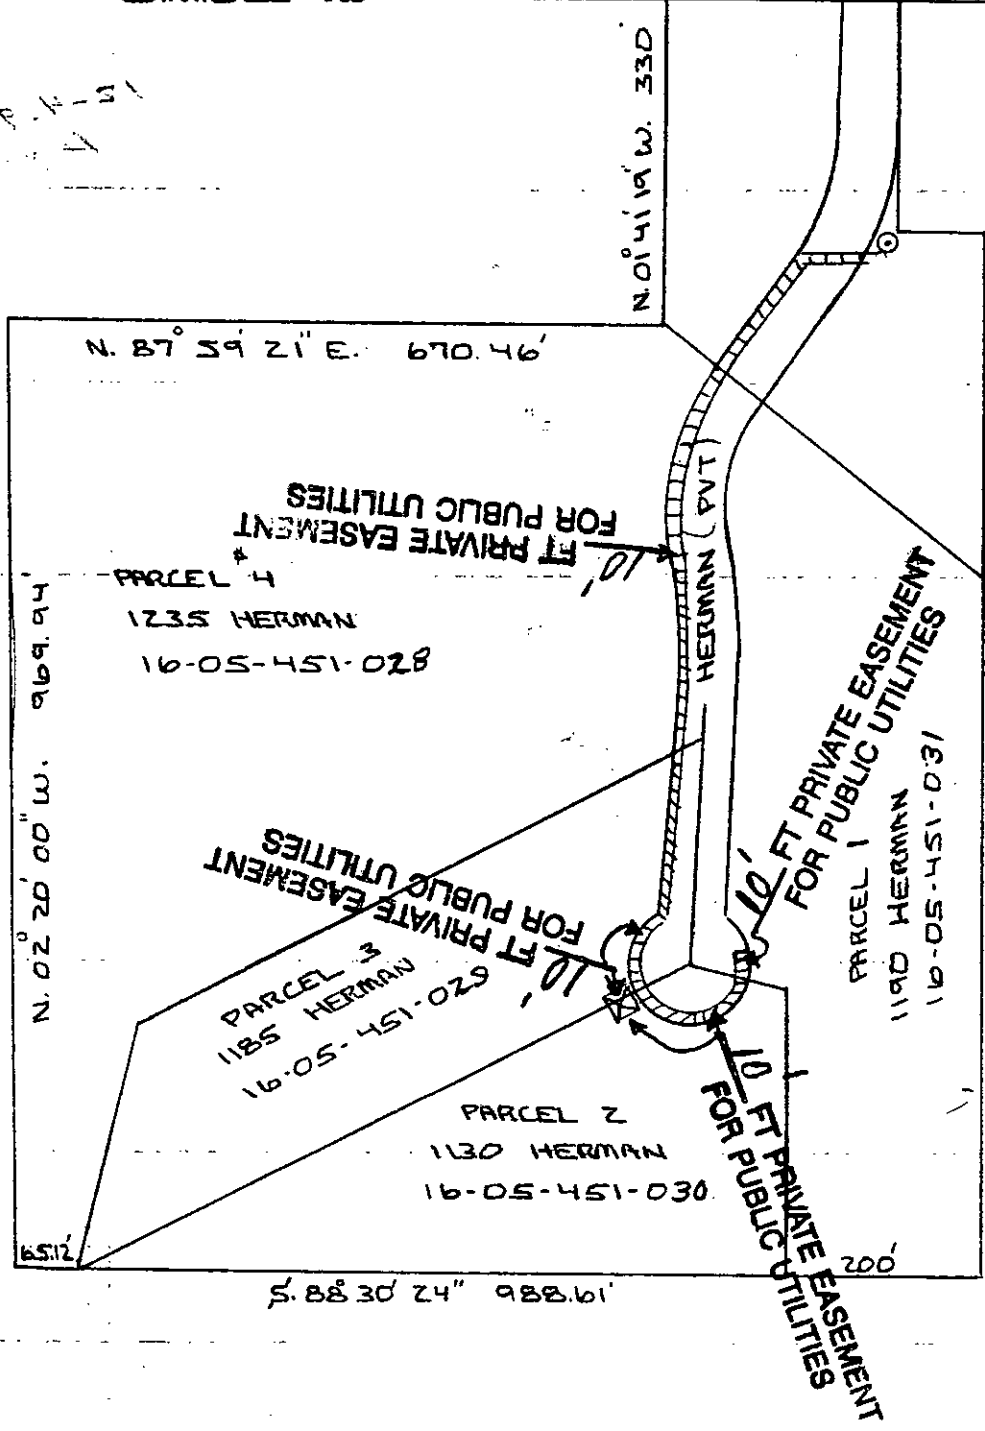 N. 01° 41' 19" W. 330
N. 87° 59' 21" E. 670.46'
10' FT PRIVATE EASEMENT
FOR PUBLIC UTILITIES
HERMAN (PVT)
PARCEL #4
1235 HERMAN
16-05-451-028
N. 02° 20' 00" W. 969.94
10' FT PRIVATE EASEMENT
FOR PUBLIC UTILITIES
PARCEL 1
1190 HERMAN
16-05-451-031
10' FT PRIVATE EASEMENT
FOR PUBLIC UTILITIES
PARCEL 3
1185 HERMAN
16-05-451-029
PARCEL 2
1130 HERMAN
16-05-451-030
10' FT PRIVATE EASEMENT
FOR PUBLIC UTILITIES
65.12'
200'
S. 88° 30' 24" 988.61'